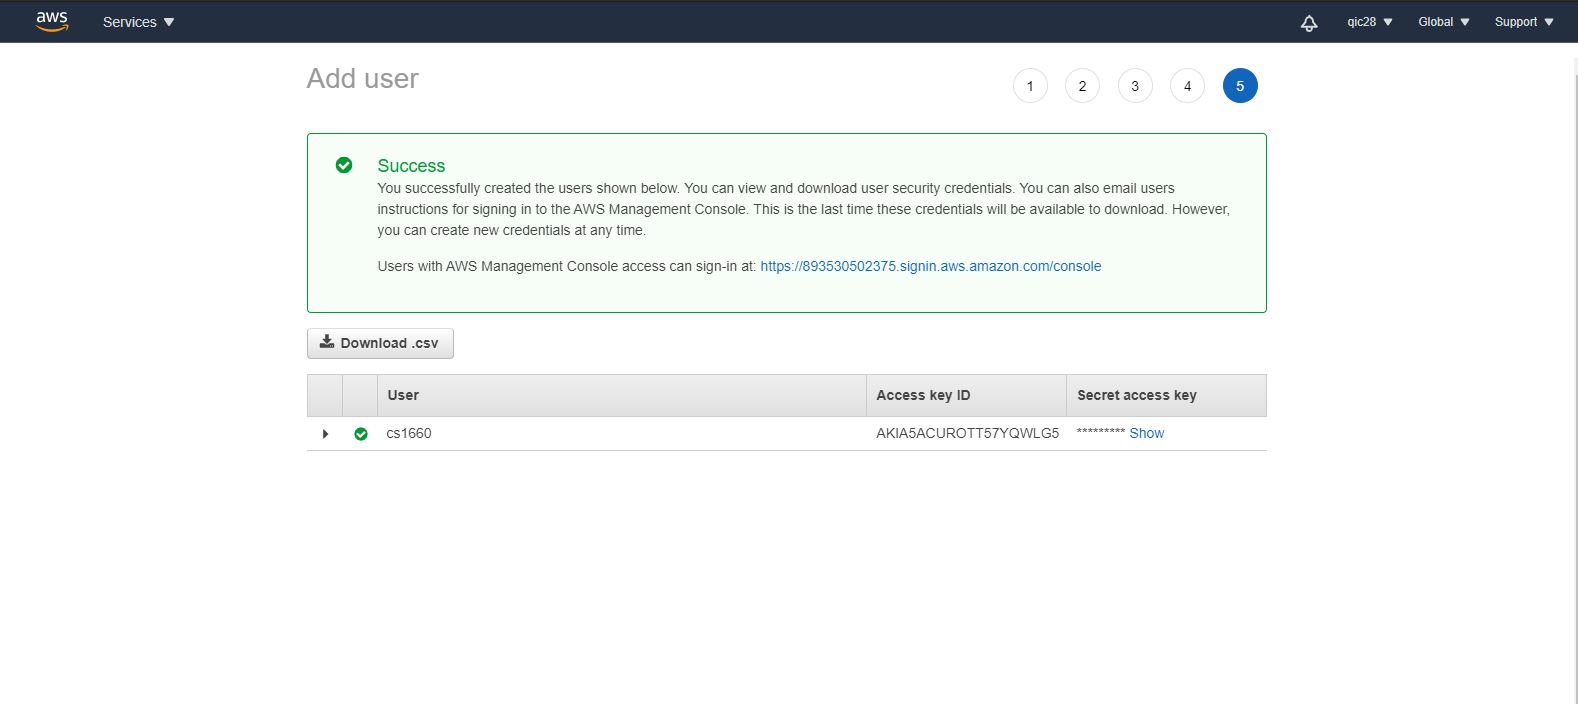 aws Services qic28 Global Support
Add user
1 2 3 4 5
Success
You successfully created the users shown below. You can view and download user security credentials. You can also email users
instructions for signing in to the AWS Management Console. This is the last time these credentials will be available to download. However,
you can create new credentials at any time.
Users with AWS Management Console access can sign-in at: https://893530502375.signin.aws.amazon.com/console
Download .csv
User Access key ID Secret access key
cs1660 AKIA5ACUROTT57YQWLG5 ********* Show